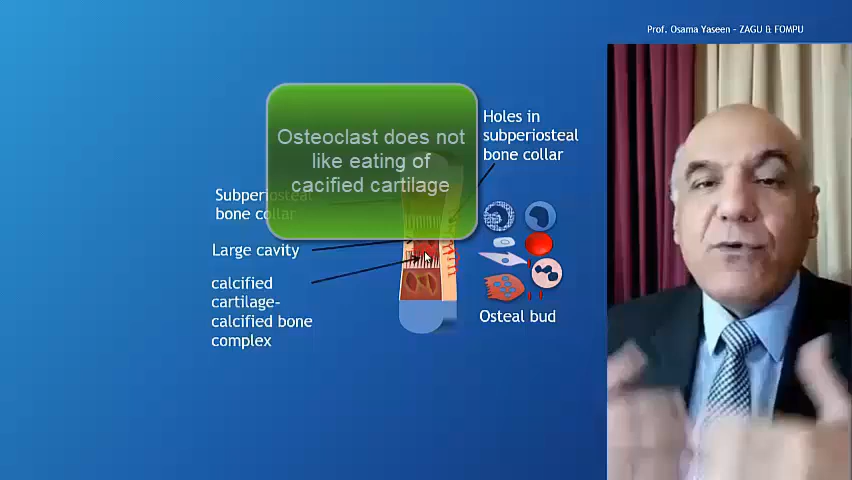 Prof. Osama Yaseen - ZAGU & FOMPU
Osteoclast does not
like eating of
cacified cartilage
Holes in
subperiosteal
bone collar
Subperiosteal
bone collar
Large cavity
calcified
cartilage-
calcified bone
complex
Osteal bud